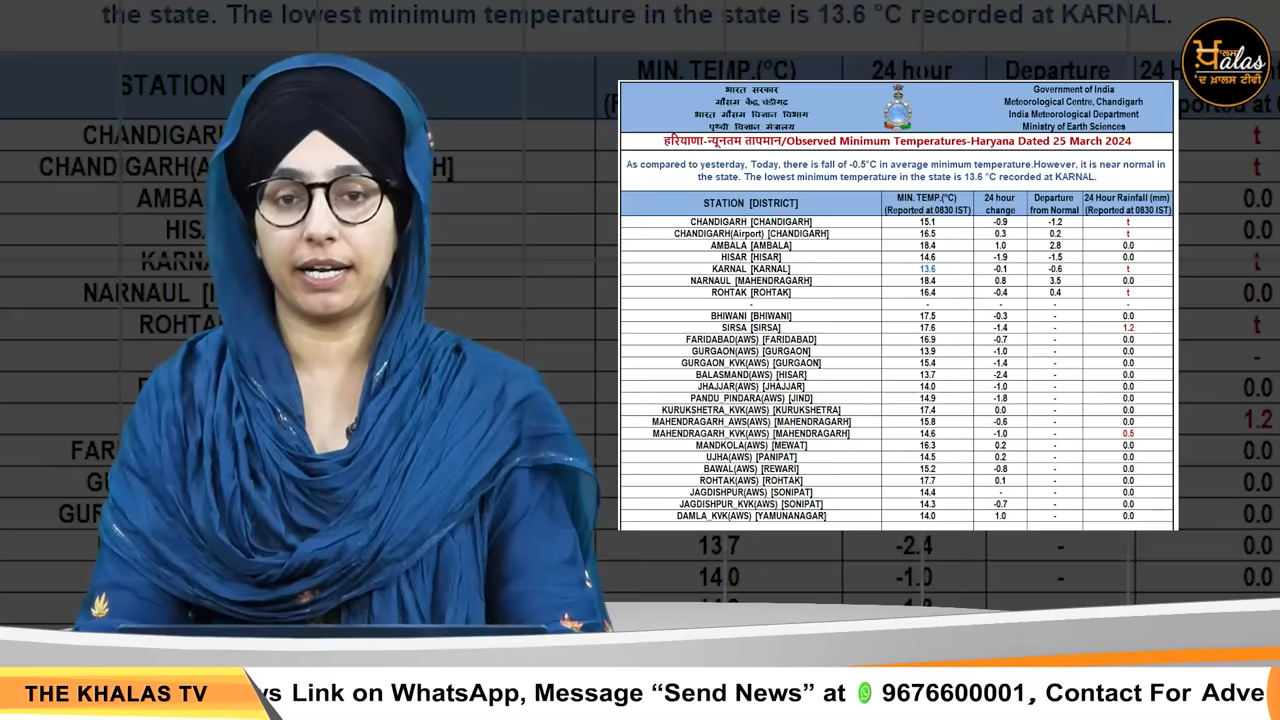 the state. The lowest minimum temperature in the state is 13.6 °C recorded at KARNAL.
ਖ਼ਾਲਸ
alas
'ਦ ਖ਼ਾਲਸ ਟੀਵੀ
भारत सरकार
मौसम केंद्र, चंडीगढ़
भारत मौसम विज्ञान विभाग
पृथ्वी विज्ञान मंत्रालय
Government of India
Meteorological Centre, Chandigarh
India Meteorological Department
Ministry of Earth Sciences
हरियाणा-न्यूनतम तापमान/Observed Minimum Temperatures-Haryana Dated 25 March 2024
As compared to yesterday, Today, there is fall of -0.5°C in average minimum temperature.However, it is near normal in
the state. The lowest minimum temperature in the state is 13.6 °C recorded at KARNAL.
STATION [DISTRICT] MIN. TEMP.(°C) (Reported at 0830 IST) 24 hour change Departure from Normal 24 Hour Rainfall (mm) (Reported at 0830 IST)
CHANDIGARH [CHANDIGARH] 15.1 -0.9 -1.2 t
CHANDIGARH(Airport) [CHANDIGARH] 16.5 0.3 0.2 t
AMBALA [AMBALA] 18.4 1.0 2.8 0.0
HISAR [HISAR] 14.6 -1.9 -1.5 0.0
KARNAL [KARNAL] 13.6 -0.1 -0.6 t
NARNAUL [MAHENDRAGARH] 18.4 0.8 3.5 0.0
ROHTAK [ROHTAK] 16.4 -0.4 0.4 t
- - - - -
BHIWANI [BHIWANI] 17.5 -0.3 - 0.0
SIRSA [SIRSA] 17.6 -1.4 - 1.2
FARIDABAD(AWS) [FARIDABAD] 16.9 -0.7 - 0.0
GURGAON(AWS) [GURGAON] 13.9 -1.0 - 0.0
GURGAON_KVK(AWS) [GURGAON] 15.4 -1.4 - 0.0
BALASMAND(AWS) [HISAR] 13.7 -2.4 - 0.0
JHAJJAR(AWS) [JHAJJAR] 14.0 -1.0 - 0.0
PANDU_PINDARA(AWS) [JIND] 14.9 -1.8 - 0.0
KURUKSHETRA_KVK(AWS) [KURUKSHETRA] 17.4 0.0 - 0.0
MAHENDRAGARH_AWS(AWS) [MAHENDRAGARH] 15.8 -0.6 - 0.0
MAHENDRAGARH_KVK(AWS) [MAHENDRAGARH] 14.6 -1.0 - 0.5
MANDKOLA(AWS) [MEWAT] 16.3 0.2 - 0.0
UJHA(AWS) [PANIPAT] 14.5 0.2 - 0.0
BAWAL(AWS) [REWARI] 15.2 -0.8 - 0.0
ROHTAK(AWS) [ROHTAK] 17.7 0.1 - 0.0
JAGDISHPUR(AWS) [SONIPAT] 14.4 - - 0.0
JAGDISHPUR_KVK(AWS) [SONIPAT] 14.3 -0.7 - 0.0
DAMLA_KVK(AWS) [YAMUNANAGAR] 14.0 1.0 - 0.0
13.7 -2.4 - 0.0
14.0 -1.0 - 0.0
THE KHALAS TV
Link on WhatsApp, Message “Send News” at 9676600001, Contact For Adve